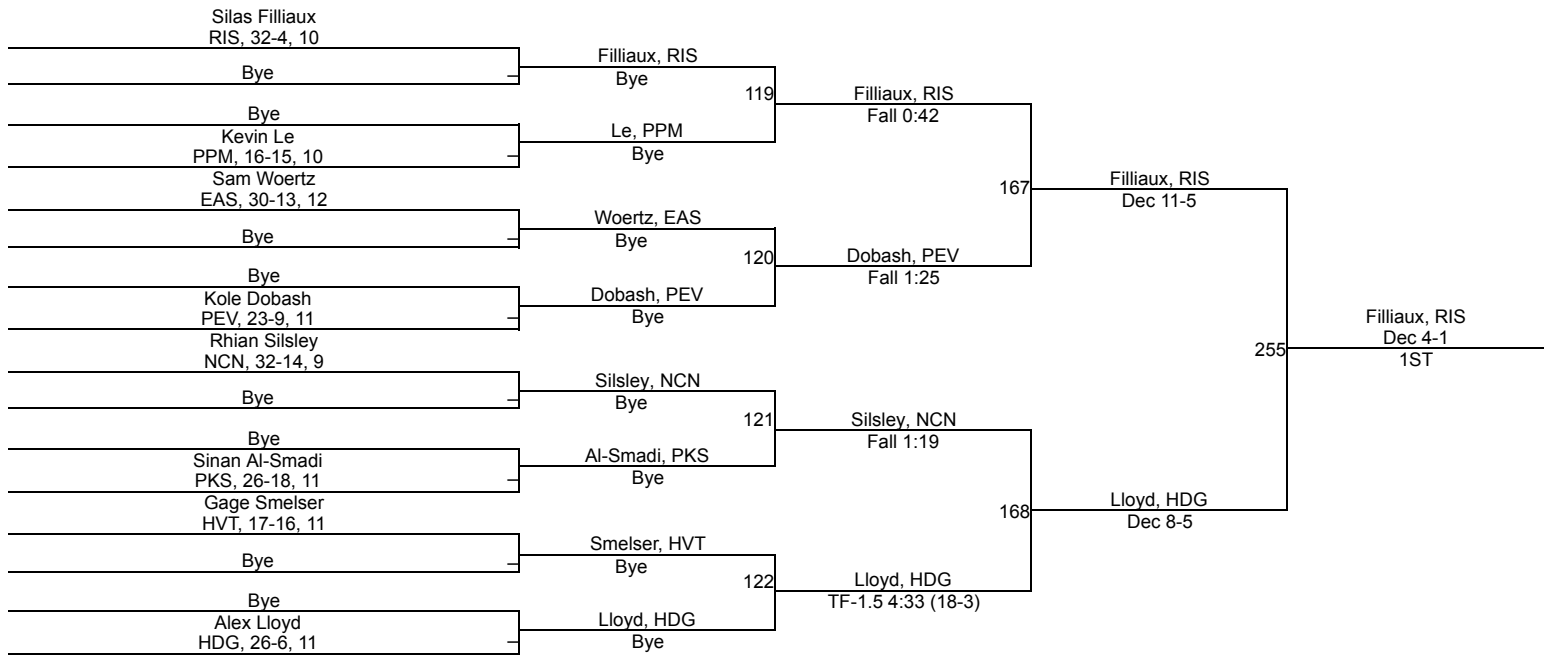 Silas Filliaux
RIS, 32-4, 10
Bye
Bye
Kevin Le
PPM, 16-15, 10
Sam Woertz
EAS, 30-13, 12
Bye
Bye
Kole Dobash
PEV, 23-9, 11
Rhian Silsley
NCN, 32-14, 9
Bye
Bye
Sinan Al-Smadi
PKS, 26-18, 11
Gage Smelser
HVT, 17-16, 11
Bye
Bye
Alex Lloyd
HDG, 26-6, 11
Filliaux, RIS
Bye
119
Le, PPM
Bye
Woertz, EAS
Bye
120
Dobash, PEV
Bye
Silsley, NCN
Bye
121
Al-Smadi, PKS
Bye
Smelser, HVT
Bye
122
Lloyd, HDG
Bye
Filliaux, RIS
Fall 0:42
167
Dobash, PEV
Fall 1:25
Silsley, NCN
Fall 1:19
168
Lloyd, HDG
TF-1.5 4:33 (18-3)
Filliaux, RIS
Dec 11-5
255
Lloyd, HDG
Dec 8-5
Filliaux, RIS
Dec 4-1
1ST